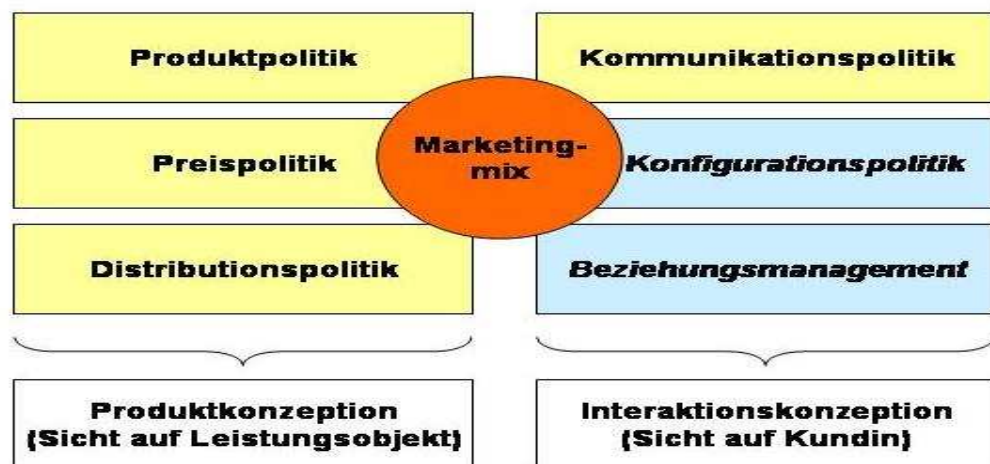 Produktpolitik
Kommunikationspolitik
Marketing-
mix
Preispolitik
Konfigurationspolitik
Distributionspolitik
Beziehungsmanagement
Produktkonzeption
(Sicht auf Leistungsobjekt)
Interaktionskonzeption
(Sicht auf Kundin)